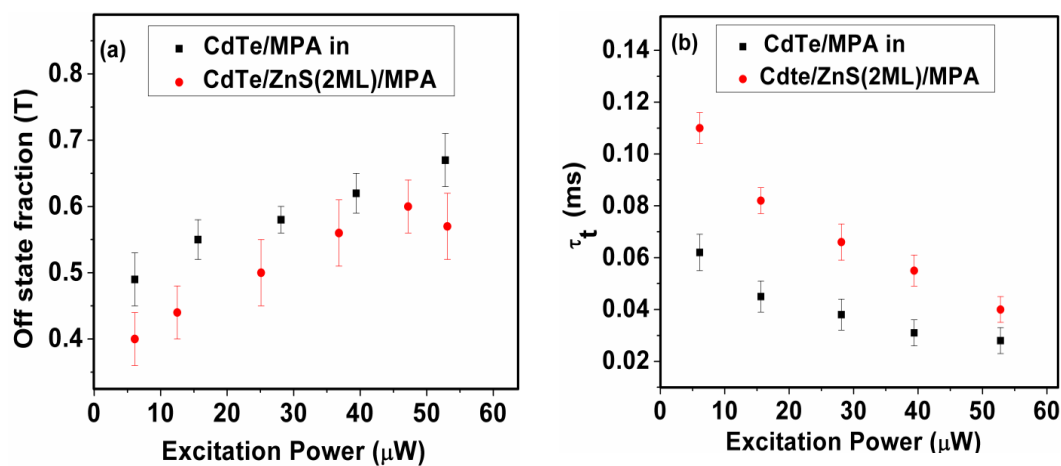 (a)
CdTe/MPA in
CdTe/ZnS(2ML)/MPA
Off state fraction (T)
0.8
0.7
0.6
0.5
0.4
0 10 20 30 40 50 60
Excitation Power (μW)
(b)
CdTe/MPA in
Cdte/ZnS(2ML)/MPA
τt (ms)
0.14
0.12
0.10
0.08
0.06
0.04
0.02
0 10 20 30 40 50 60
Excitation Power (μW)